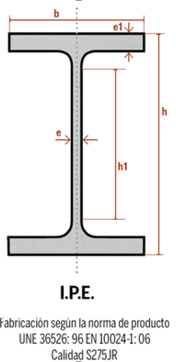 b
e1
h
e
h1
I.P.E.
Fabricación según la norma de producto
UNE 36526: 96 EN 10024-1: 06
Calidad S275JR